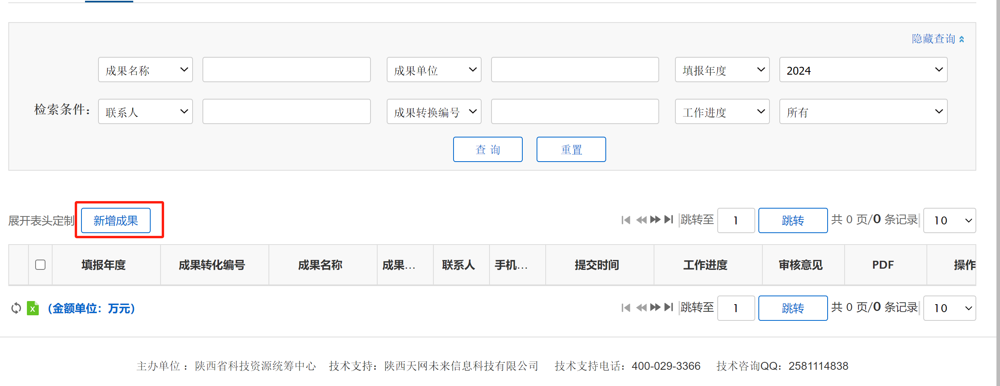 隐藏查询
成果名称 成果单位 填报年度 2024
检索条件： 联系人 成果转换编号 工作进度 所有
查 询 重置
展开表头定制 新增成果 跳转至 1 跳转 共 0 页/0 条记录 10
填报年度 成果转化编号 成果名称 成果... 联系人 手机... 提交时间 工作进度 审核意见 PDF 操作
X （金额单位：万元） 跳转至 1 跳转 共 0 页/0 条记录 10
主办单位 ： 陕西省科技资源统筹中心 技术支持： 陕西天网未来信息科技有限公司 技术支持电话：400-029-3366 技术咨询QQ：2581114838